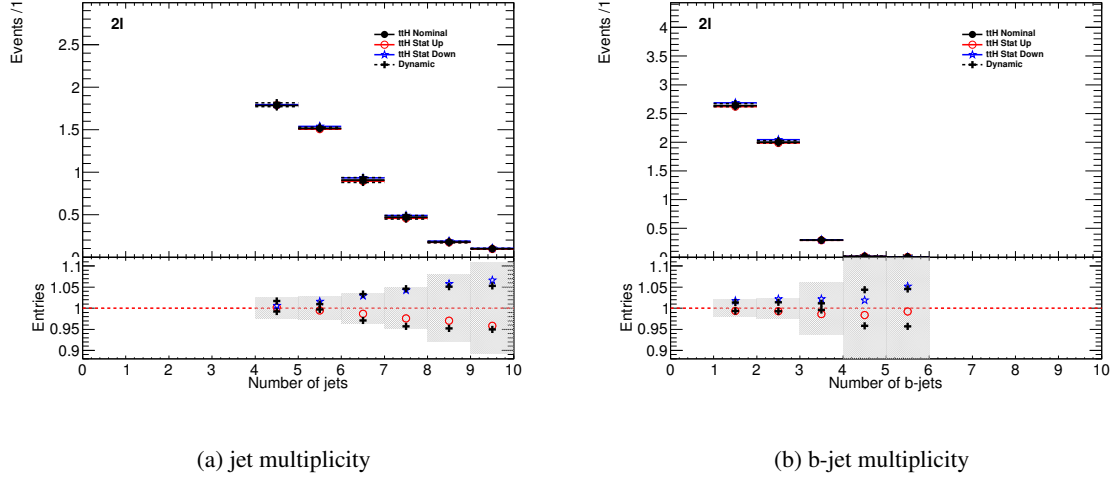 Events /1
2l
ttH Nominal
ttH Stat Up
ttH Stat Down
Dynamic
2.5
2
1.5
1
0.5
0
Entries
1.1
1.05
1
0.95
0.9
0 1 2 3 4 5 6 7 8 9 10
Number of jets
(a) jet multiplicity
Events /1
2l
ttH Nominal
ttH Stat Up
ttH Stat Down
Dynamic
4
3.5
3
2.5
2
1.5
1
0.5
0
Entries
1.1
1.05
1
0.95
0.9
0 1 2 3 4 5 6 7 8 9 10
Number of b-jets
(b) b-jet multiplicity